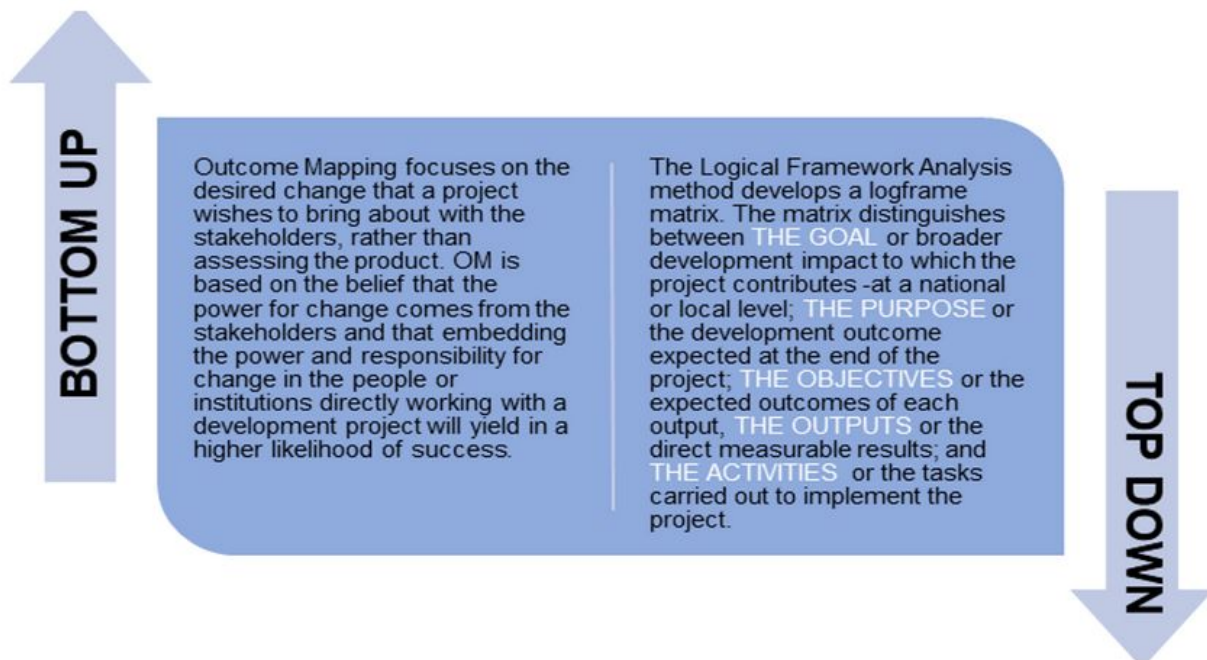 BOTTOM UP
Outcome Mapping focuses on the
desired change that a project
wishes to bring about with the
stakeholders, rather than
assessing the product. OM is
based on the belief that the
power for change comes from the
stakeholders and that embedding
the power and responsibility for
change in the people or
institutions directly working with a
development project will yield in a
higher likelihood of success.
The Logical Framework Analysis
method develops a logframe
matrix. The matrix distinguishes
between THE GOAL or broader
development impact to which the
project contributes -at a national
or local level; THE PURPOSE or
the development outcome
expected at the end of the
project; THE OBJECTIVES or the
expected outcomes of each
output, THE OUTPUTS or the
direct measurable results; and
THE ACTIVITIES or the tasks
carried out to implement the
project.
TOP DOWN